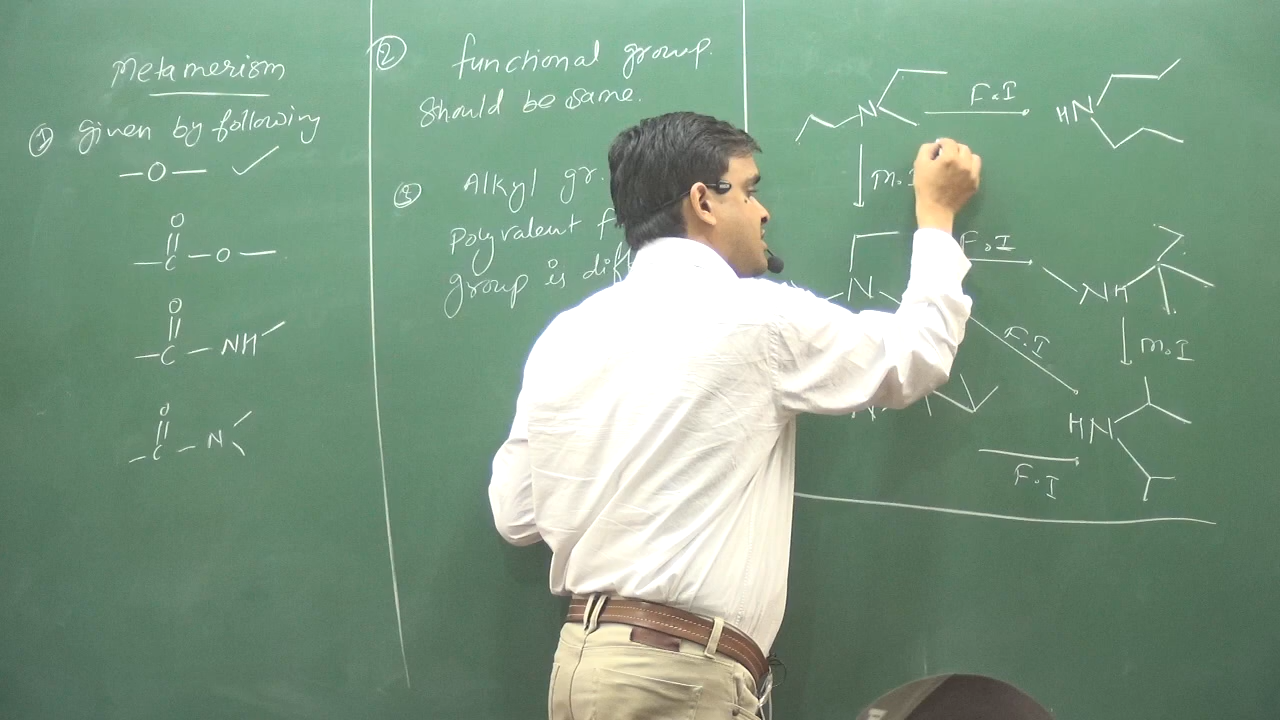 Metamerism
① Given by following
-O- ✓
O
-C-O-
O
-C-NH
O
-C-N
② functional group.
Should be same.
③ Alkyl gr.
polyvalent f
group is diff
N F.I HN
M.I
N F.I NH
F.I M.I
HN
F.I